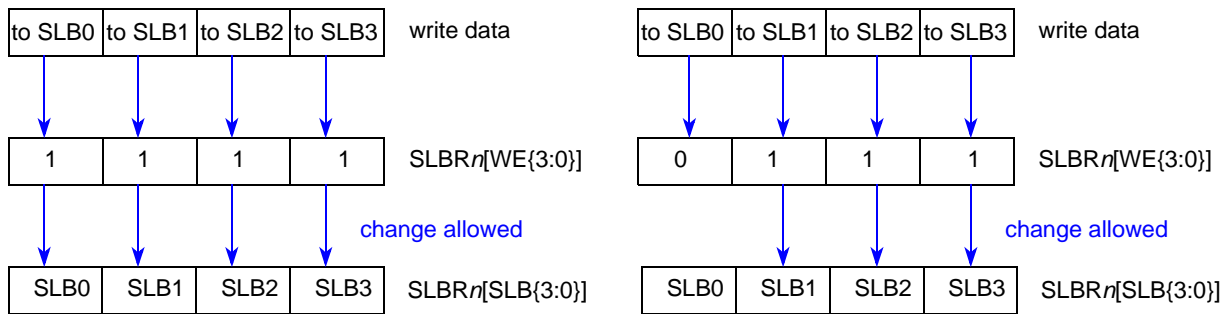 to SLB0 to SLB1 to SLB2 to SLB3 write data
1 1 1 1 SLBRn[WE{3:0}]
change allowed
SLB0 SLB1 SLB2 SLB3 SLBRn[SLB{3:0}]
to SLB0 to SLB1 to SLB2 to SLB3 write data
0 1 1 1 SLBRn[WE{3:0}]
change allowed
SLB0 SLB1 SLB2 SLB3 SLBRn[SLB{3:0}]